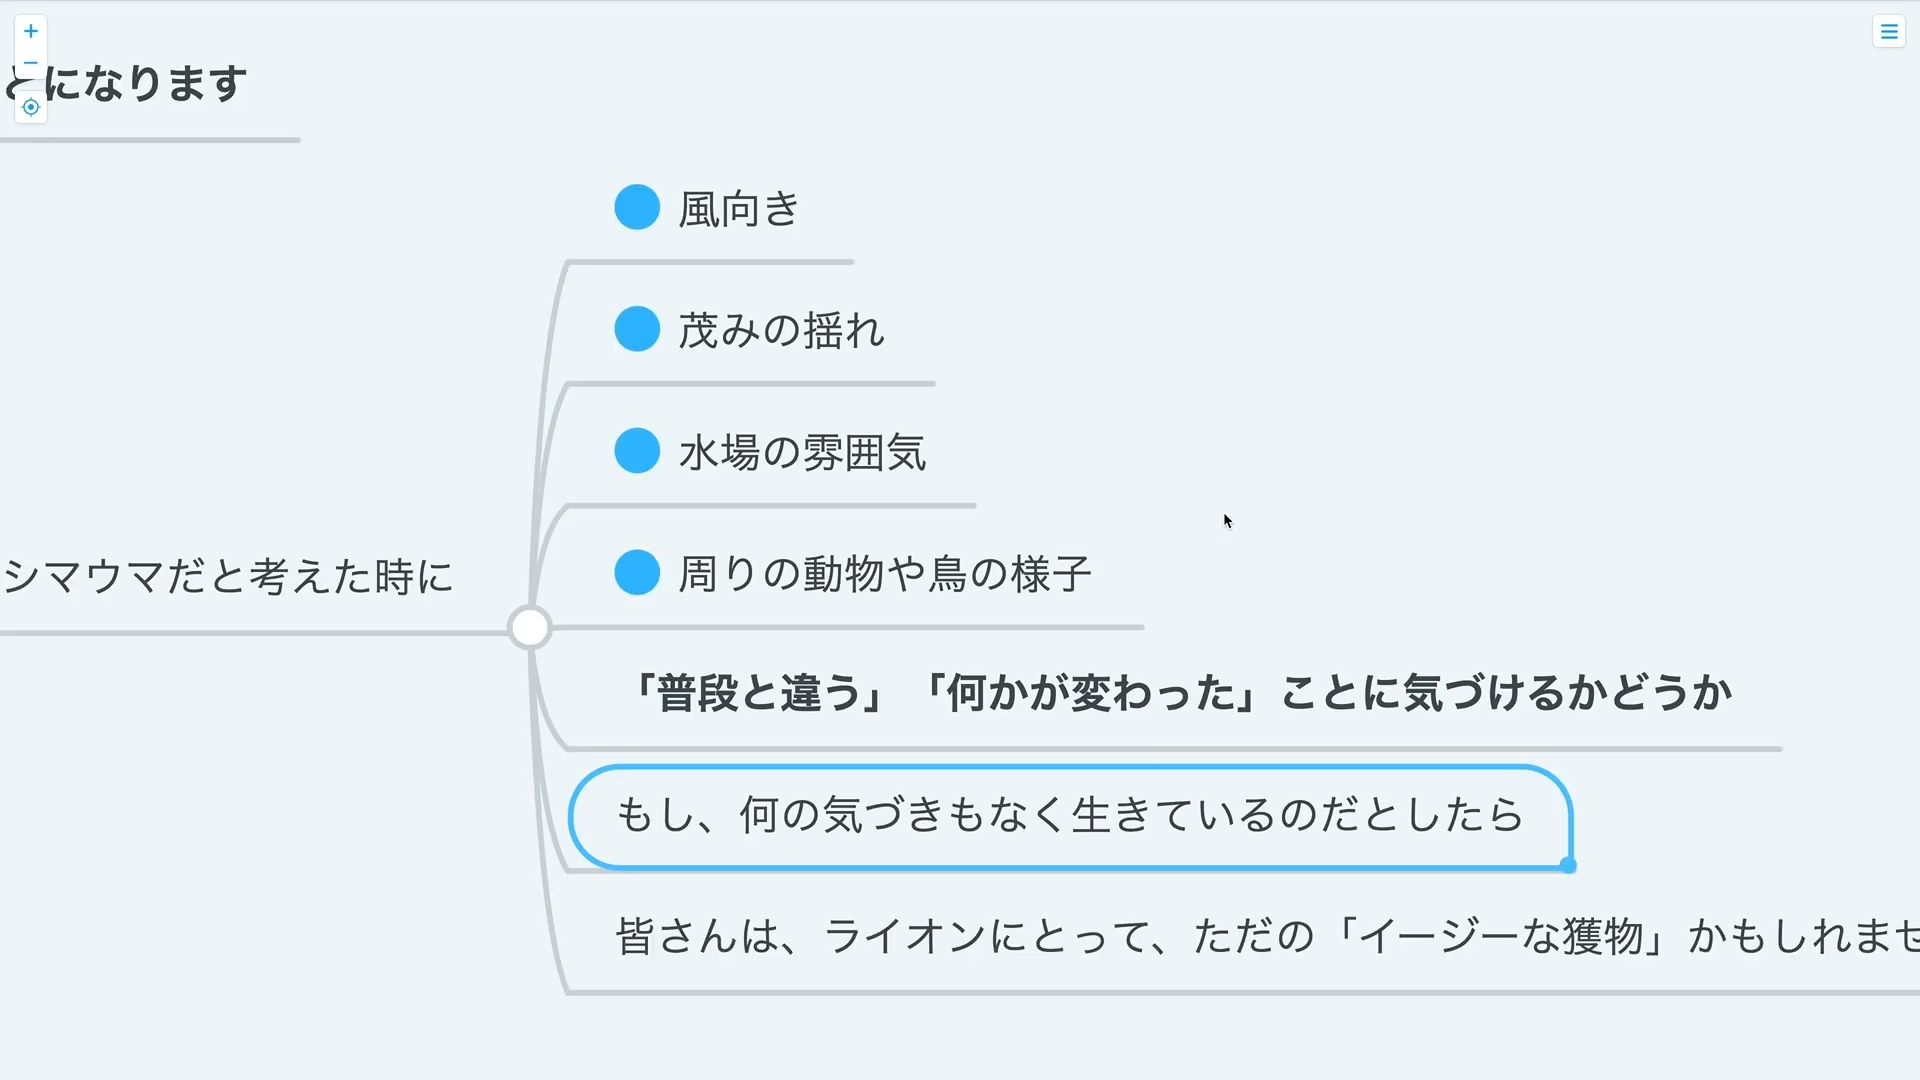 とになります
風向き
茂みの揺れ
水場の雰囲気
周りの動物や鳥の様子
シマウマだと考えた時に
「普段と違う」「何かが変わった」ことに気づけるかどうか
もし、何の気づきもなく生きているのだとしたら
皆さんは、ライオンにとって、ただの「イージーな獲物」かもしれませ